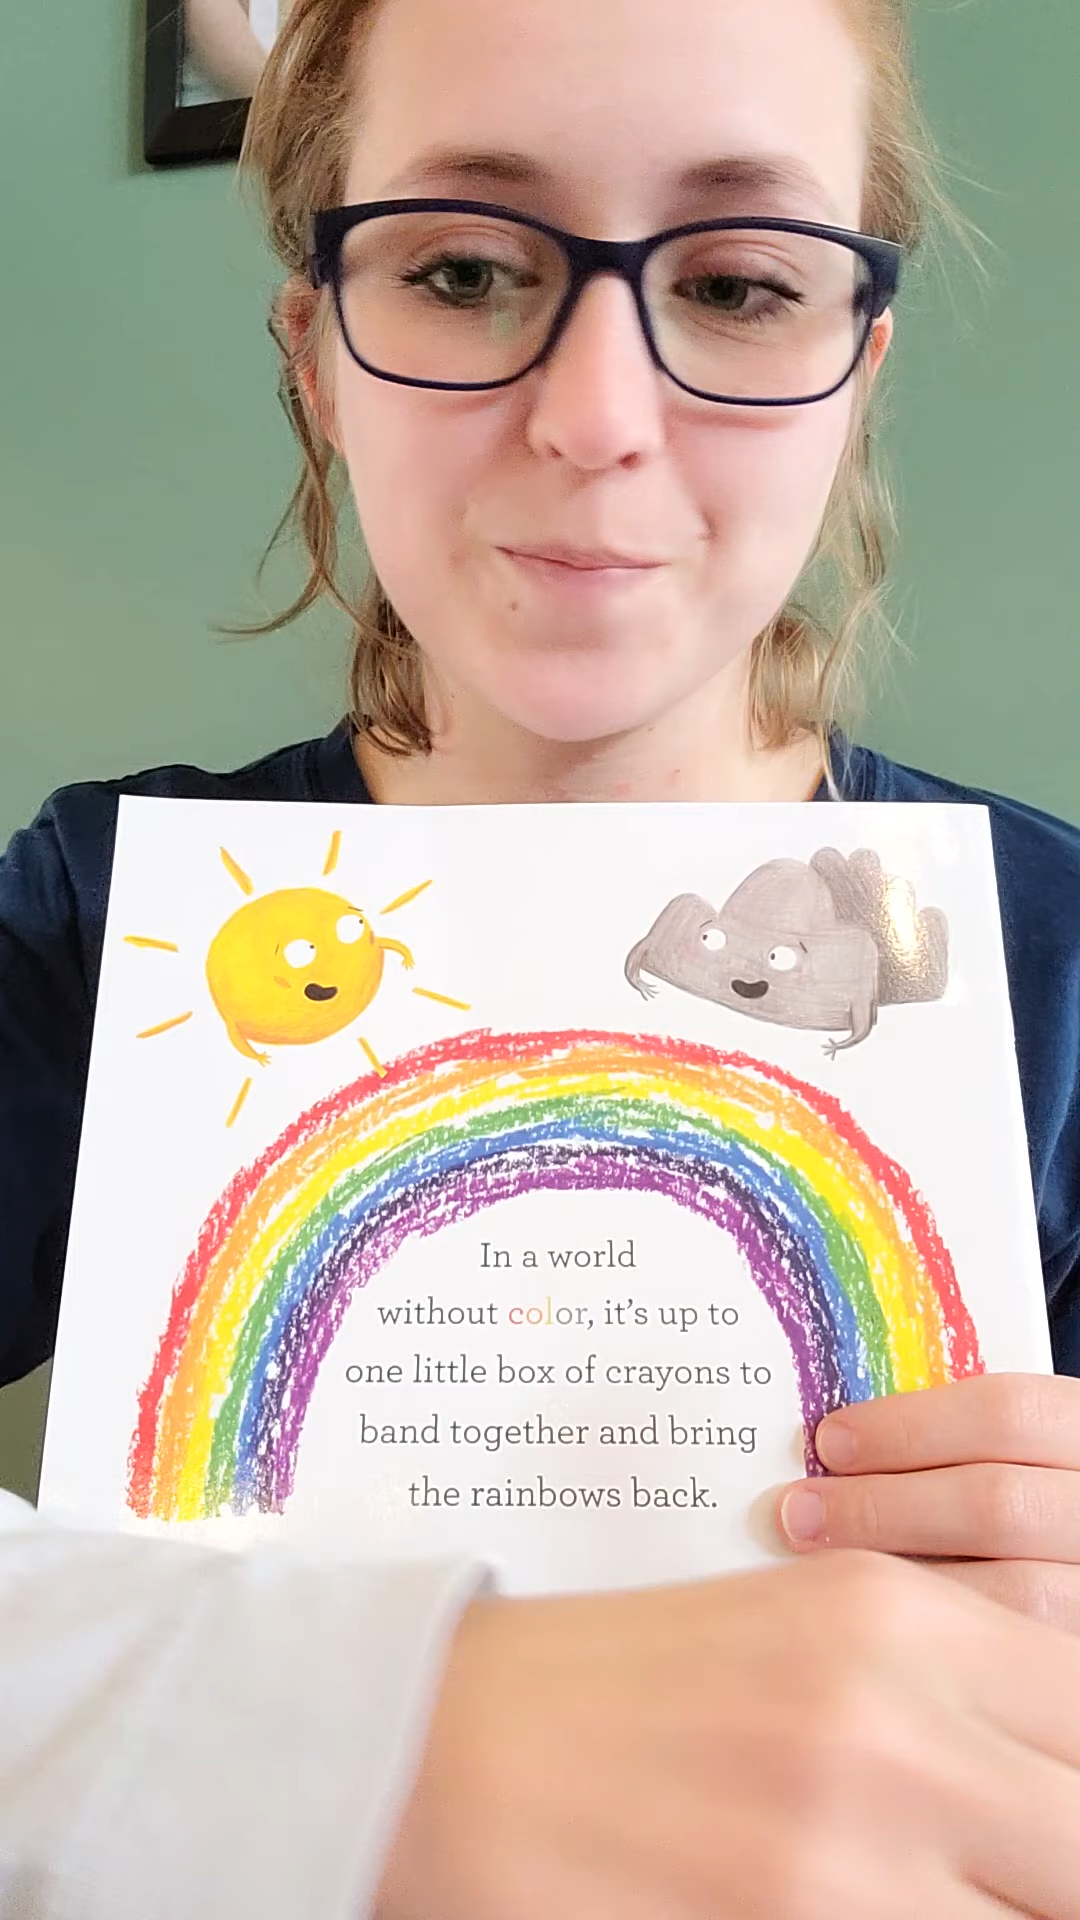 In a world
without color, it's up to
one little box of crayons to
band together and bring
the rainbows back.